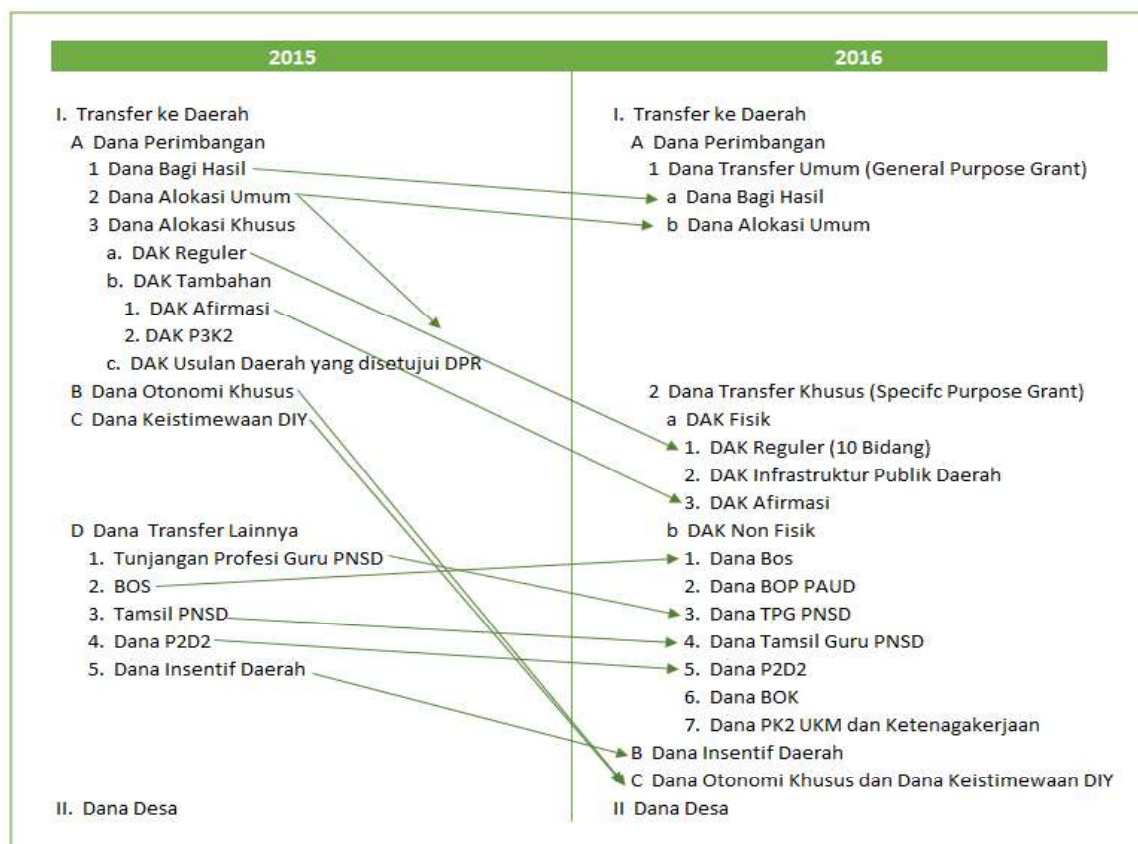 2015
I. Transfer ke Daerah
A Dana Perimbangan
1 Dana Bagi Hasil
2 Dana Alokasi Umum
3 Dana Alokasi Khusus
a. DAK Reguler
b. DAK Tambahan
1. DAK Afirmasi
2. DAK P3K2
c. DAK Usulan Daerah yang disetujui DPR
B Dana Otonomi Khusus
C Dana Keistimewaan DIY
D Dana Transfer Lainnya
1. Tunjangan Profesi Guru PNSD
2. BOS
3. Tamsil PNSD
4. Dana P2D2
5. Dana Insentif Daerah
II. Dana Desa
2016
I. Transfer ke Daerah
A Dana Perimbangan
1 Dana Transfer Umum (General Purpose Grant)
a Dana Bagi Hasil
b Dana Alokasi Umum
2 Dana Transfer Khusus (Specifc Purpose Grant)
a DAK Fisik
1. DAK Reguler (10 Bidang)
2. DAK Infrastruktur Publik Daerah
3. DAK Afirmasi
b DAK Non Fisik
1. Dana Bos
2. Dana BOP PAUD
3. Dana TPG PNSD
4. Dana Tamsil Guru PNSD
5. Dana P2D2
6. Dana BOK
7. Dana PK2 UKM dan Ketenagakerjaan
B Dana Insentif Daerah
C Dana Otonomi Khusus dan Dana Keistimewaan DIY
II Dana Desa